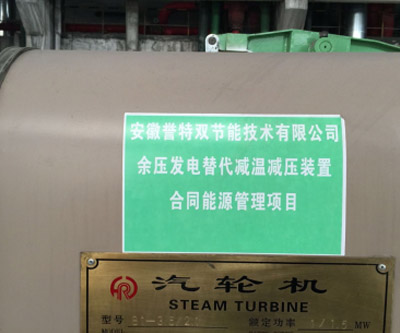 安徽誉特双节能技术有限公司
余压发电替代减温减压装置
合同能源管理项目
汽轮机
STEAM TURBINE
型号 额定功率 MW